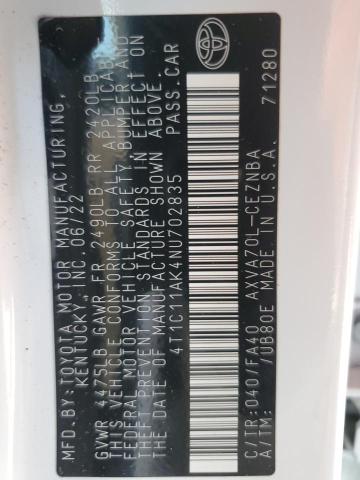 MFD.BY:TOYOTA MOTOR MANUFACTURING,
KENTUCKY, INC. 06/22
GVWR 4475LB GAWR FR 2490LB RR 2420LB
THIS VEHICLE CONFORMS TO ALL APPLICABLE
FEDERAL MOTOR VEHICLE SAFETY, BUMPER AND
THEFT PREVENTION STANDARDS IN EFFECT ON
THE DATE OF MANUFACTURE SHOWN ABOVE.
4T1C11AK4NU702835 PASS.CAR
C/TR:040/FA40 AXVA70L-CEZNBA
A/TM: /UB80E MADE IN U.S.A. 71280